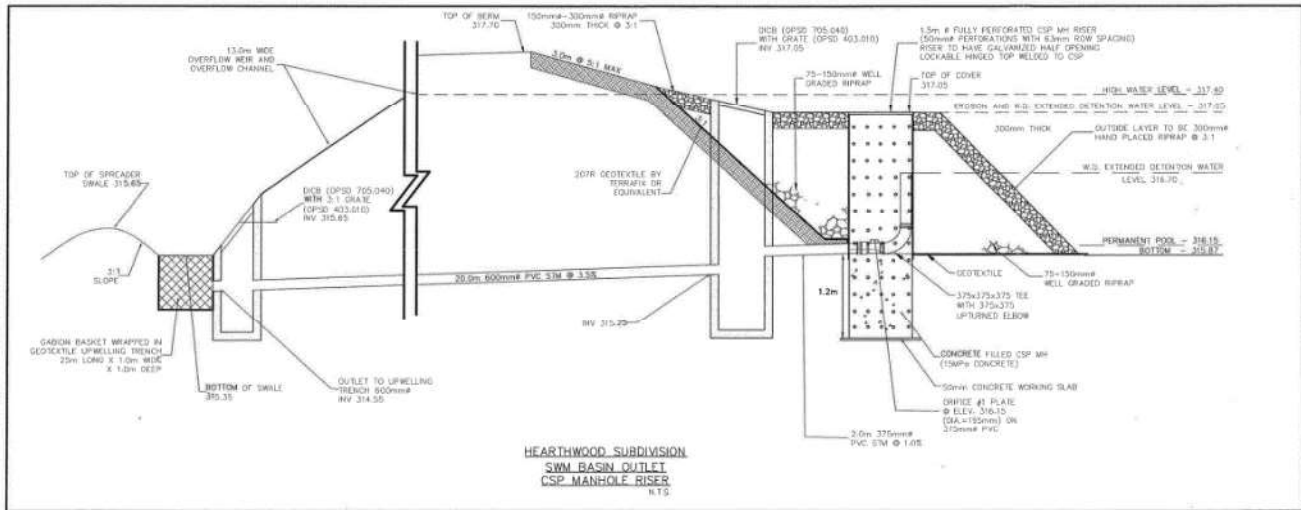 TOP OF BERM
317.70
150mm#-300mm# RIPRAP
300mm THICK @ 3:1
DICB (OPSD 705.040)
WITH GRATE (OPSD 403.010)
INV 317.05
1.5m # FULLY PERFORATED CSP MH RISER
(50mm# PERFORATIONS WITH 63mm ROW SPACING)
RISER TO HAVE GALVANIZED HALF OPENING
LOCKABLE HINGED TOP WELDED TO CSP
13.0m WIDE
OVERFLOW WEIR AND
OVERFLOW CHANNEL
3.0m @ 5:1 MAX
75-150mm# WELL
GRADED RIPRAP
TOP OF COVER
317.05
HIGH WATER LEVEL - 317.40
EROSION AND W.Q. EXTENDED DETENTION WATER LEVEL - 317.05
300mm THICK
OUTSIDE LAYER TO BE 300mm#
HAND PLACED RIPRAP @ 3:1
3:1
207R GEOTEXTILE BY
TERRAFIX OR
EQUIVALENT
W.Q. EXTENDED DETENTION WATER
LEVEL 316.70
TOP OF SPREADER
SWALE 315.65
DICB (OPSD 705.040)
WITH 3:1 GRATE
(OPSD 403.010)
INV 315.65
3:1
SLOPE
PERMANENT POOL - 316.15
BOTTOM - 315.87
20.0m 600mm# PVC STM @ 3.5%
GEOTEXTILE
75-150mm#
WELL GRADED RIPRAP
1.2m
375x375x375 TEE
WITH 375x375
UPTURNED ELBOW
INV
GABION BASKET WRAPPED IN
GEOTEXTILE UPWELLING TRENCH
25m LONG X 1.0m WIDE
X 1.0m DEEP
CONCRETE FILLED CSP MH
(15MPa CONCRETE)
BOTTOM OF SWALE
315.35
OUTLET TO UPWELLING
TRENCH 600mm#
INV 314.55
50mm CONCRETE WORKING SLAB
ORIFICE #1 PLATE
@ ELEV. 316.15
(DIA.=195mm) ON
375mm# PVC
2.0m 375mm#
PVC STM @ 1.0%
HEARTHWOOD SUBDIVISION
SWM BASIN OUTLET
CSP MANHOLE RISER
N.T.S